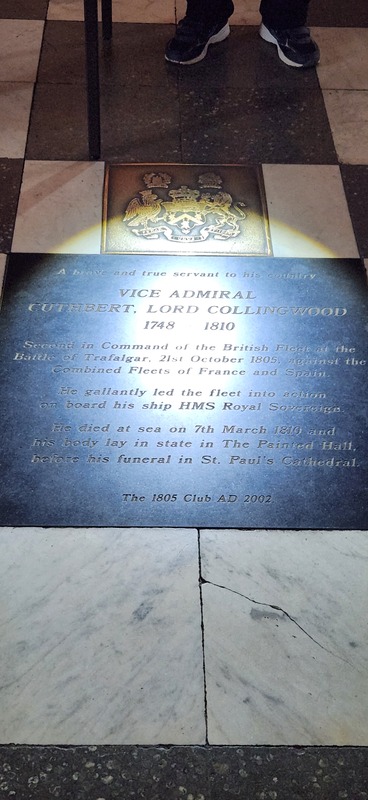 A brave and true servant to his country
VICE ADMIRAL
CUTHBERT, LORD COLLINGWOOD
1748 1810
Second in Command of the British Fleet at the
Battle of Trafalgar, 21st October 1805, against the
Combined Fleets of France and Spain.
He gallantly led the fleet into action
on board his ship HMS Royal Sovereign.
He died at sea on 7th March 1810 and
his body lay in state in The Painted Hall,
before his funeral in St. Paul's Cathedral.
The 1805 Club AD 2002